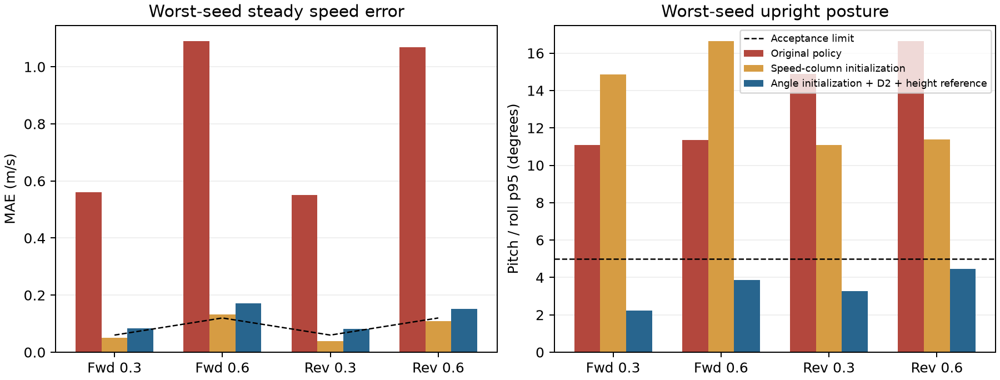 Worst-seed steady speed error
MAE (m/s)
1.0
0.8
0.6
0.4
0.2
0.0
Fwd 0.3
Fwd 0.6
Rev 0.3
Rev 0.6
Worst-seed upright posture
Pitch / roll p95 (degrees)
16
14
12
10
8
6
4
2
0
Acceptance limit
Original policy
Speed-column initialization
Angle initialization + D2 + height reference
Fwd 0.3
Fwd 0.6
Rev 0.3
Rev 0.6